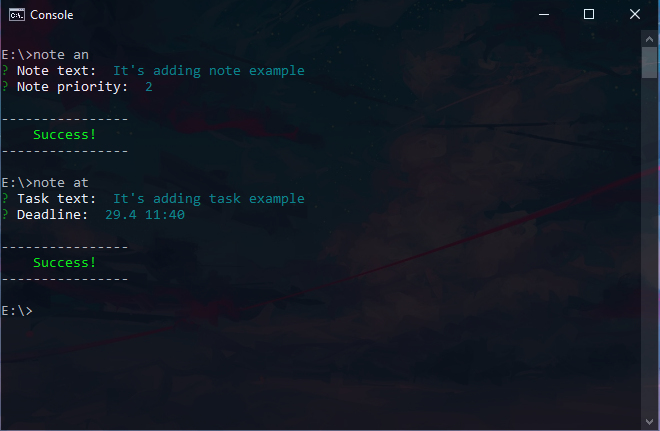 Console
E:\>note an
? Note text:  It's adding note example
? Note priority:  2
----------------
    Success!
----------------
E:\>note at
? Task text:  It's adding task example
? Deadline:  29.4 11:40
----------------
    Success!
----------------
E:\>